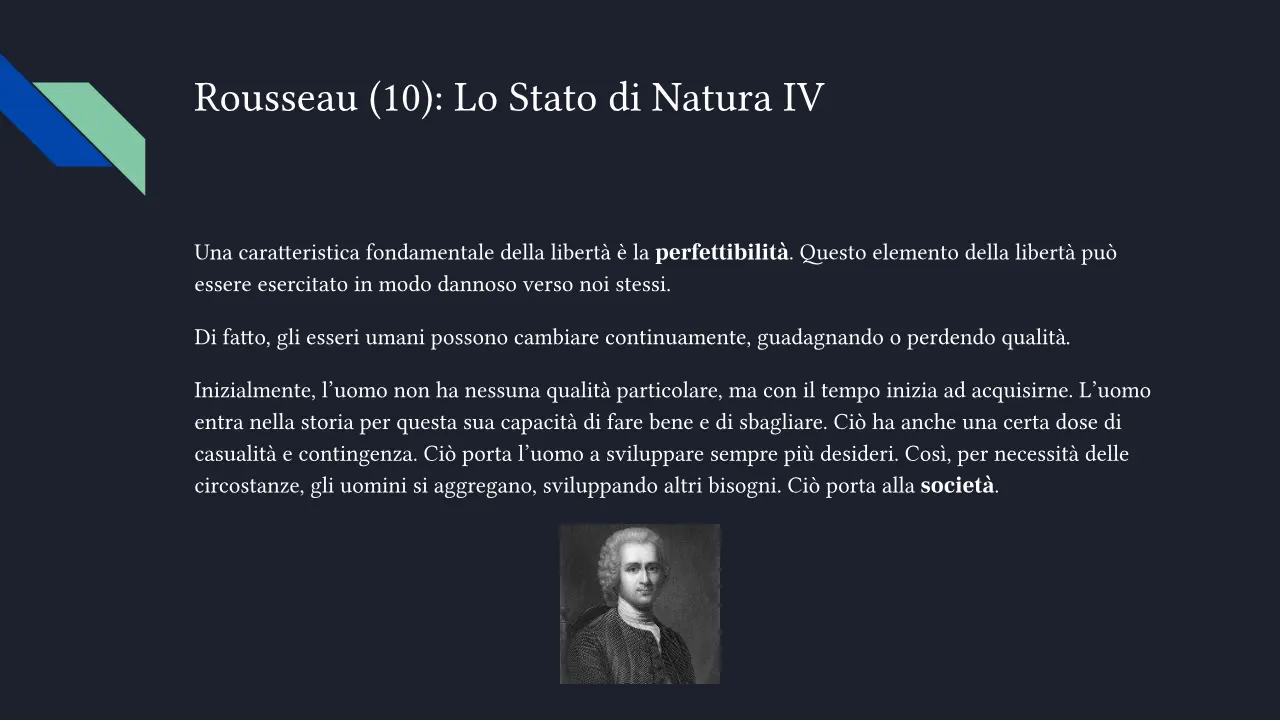 Rousseau (10): Lo Stato di Natura IV
Una caratteristica fondamentale della libertà è la perfettibilità. Questo elemento della libertà può
essere esercitato in modo dannoso verso noi stessi.
Di fatto, gli esseri umani possono cambiare continuamente, guadagnando o perdendo qualità.
Inizialmente, l’uomo non ha nessuna qualità particolare, ma con il tempo inizia ad acquisirne. L’uomo
entra nella storia per questa sua capacità di fare bene e di sbagliare. Ciò ha anche una certa dose di
casualità e contingenza. Ciò porta l’uomo a sviluppare sempre più desideri. Così, per necessità delle
circostanze, gli uomini si aggregano, sviluppando altri bisogni. Ciò porta alla società.